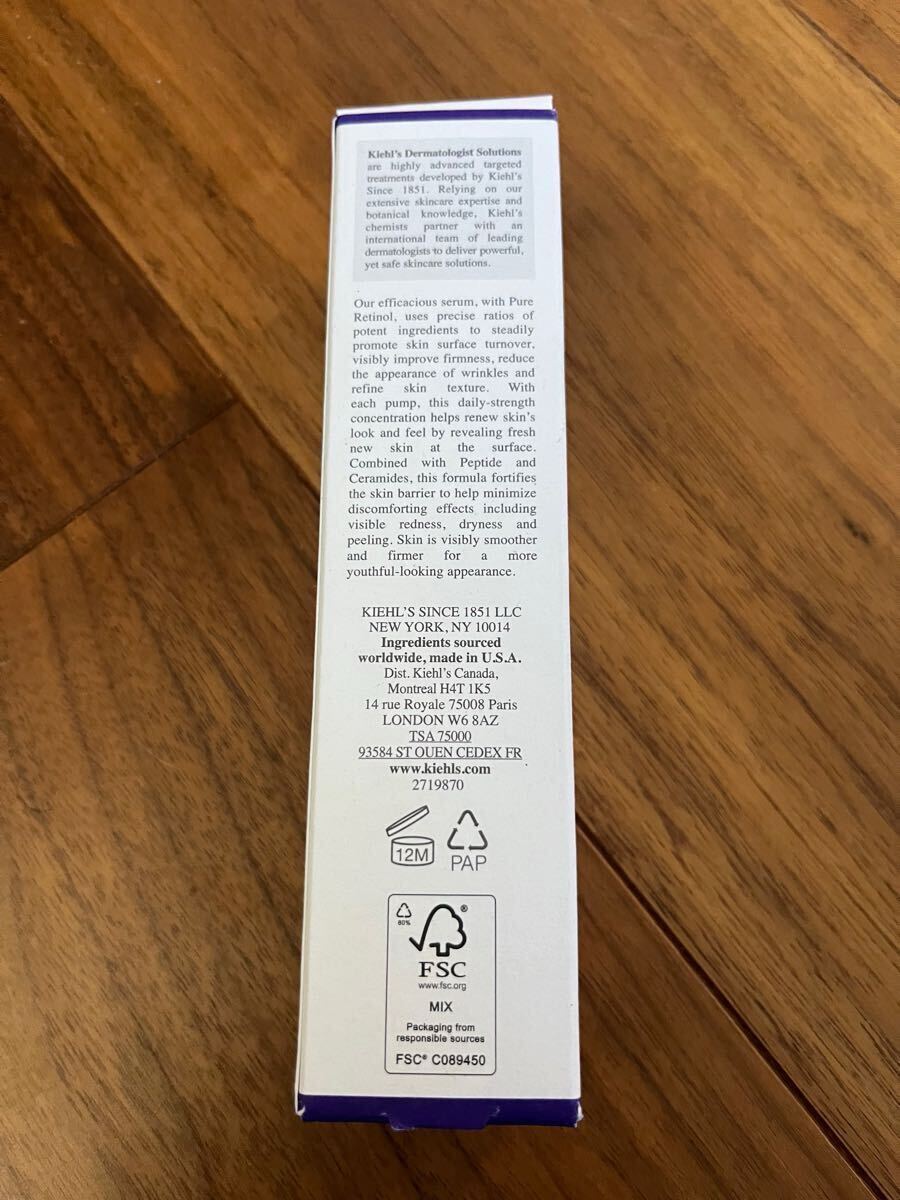 Kiehl's Dermatologist Solutions
are highly advanced targeted
treatments developed by Kiehl's
Since 1851. Relying on our
extensive skincare expertise and
botanical knowledge, Kiehl's
chemists partner with an
international team of leading
dermatologists to deliver powerful,
yet safe skincare solutions.
Our efficacious serum, with Pure
Retinol, uses precise ratios of
potent ingredients to steadily
promote skin surface turnover,
visibly improve firmness, reduce
the appearance of wrinkles and
refine skin texture. With
each pump, this daily-strength
concentration helps renew skin's
look and feel by revealing fresh
new skin at the surface.
Combined with Peptide and
Ceramides, this formula fortifies
the skin barrier to help minimize
discomforting effects including
visible redness, dryness and
peeling. Skin is visibly smoother
and firmer for a more
youthful-looking appearance.
KIEHL'S SINCE 1851 LLC
NEW YORK, NY 10014
Ingredients sourced
worldwide, made in U.S.A.
Dist. Kiehl's Canada,
Montreal H4T 1K5
14 rue Royale 75008 Paris
LONDON W6 8AZ
TSA 75000
93584 ST OUEN CEDEX FR
www.kiehls.com
2719870
12M
PAP
80%
®
FSC
www.fsc.org
MIX
Packaging from
responsible sources
FSC® C089450